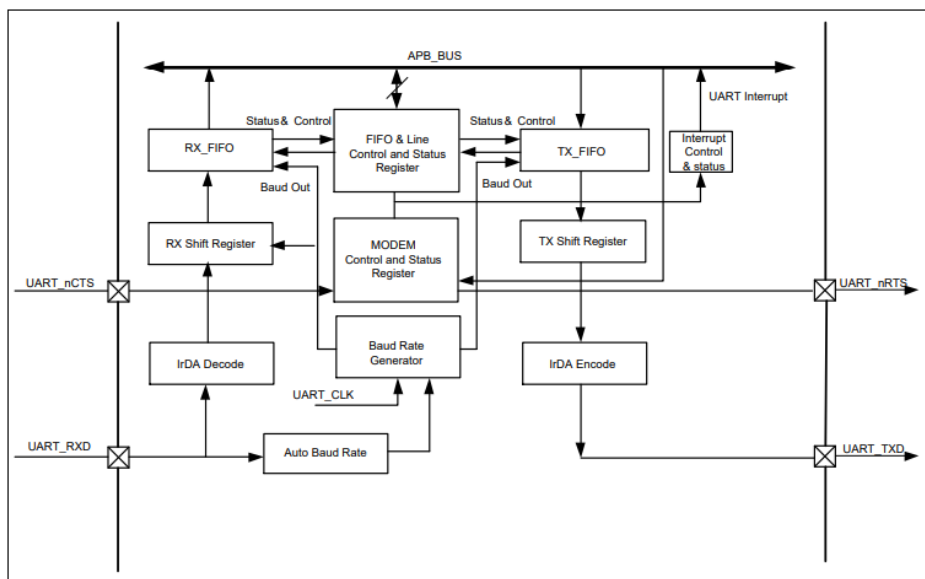 APB_BUS
UART Interrupt
Status & Control
Status & Control
RX_FIFO
FIFO & Line
Control and Status
Register
TX_FIFO
Interrupt
Control
& status
Baud Out
Baud Out
RX Shift Register
MODEM
Control and Status
Register
TX Shift Register
UART_nCTS
UART_nRTS
IrDA Decode
Baud Rate
Generator
IrDA Encode
UART_CLK
UART_RXD
Auto Baud Rate
UART_TXD